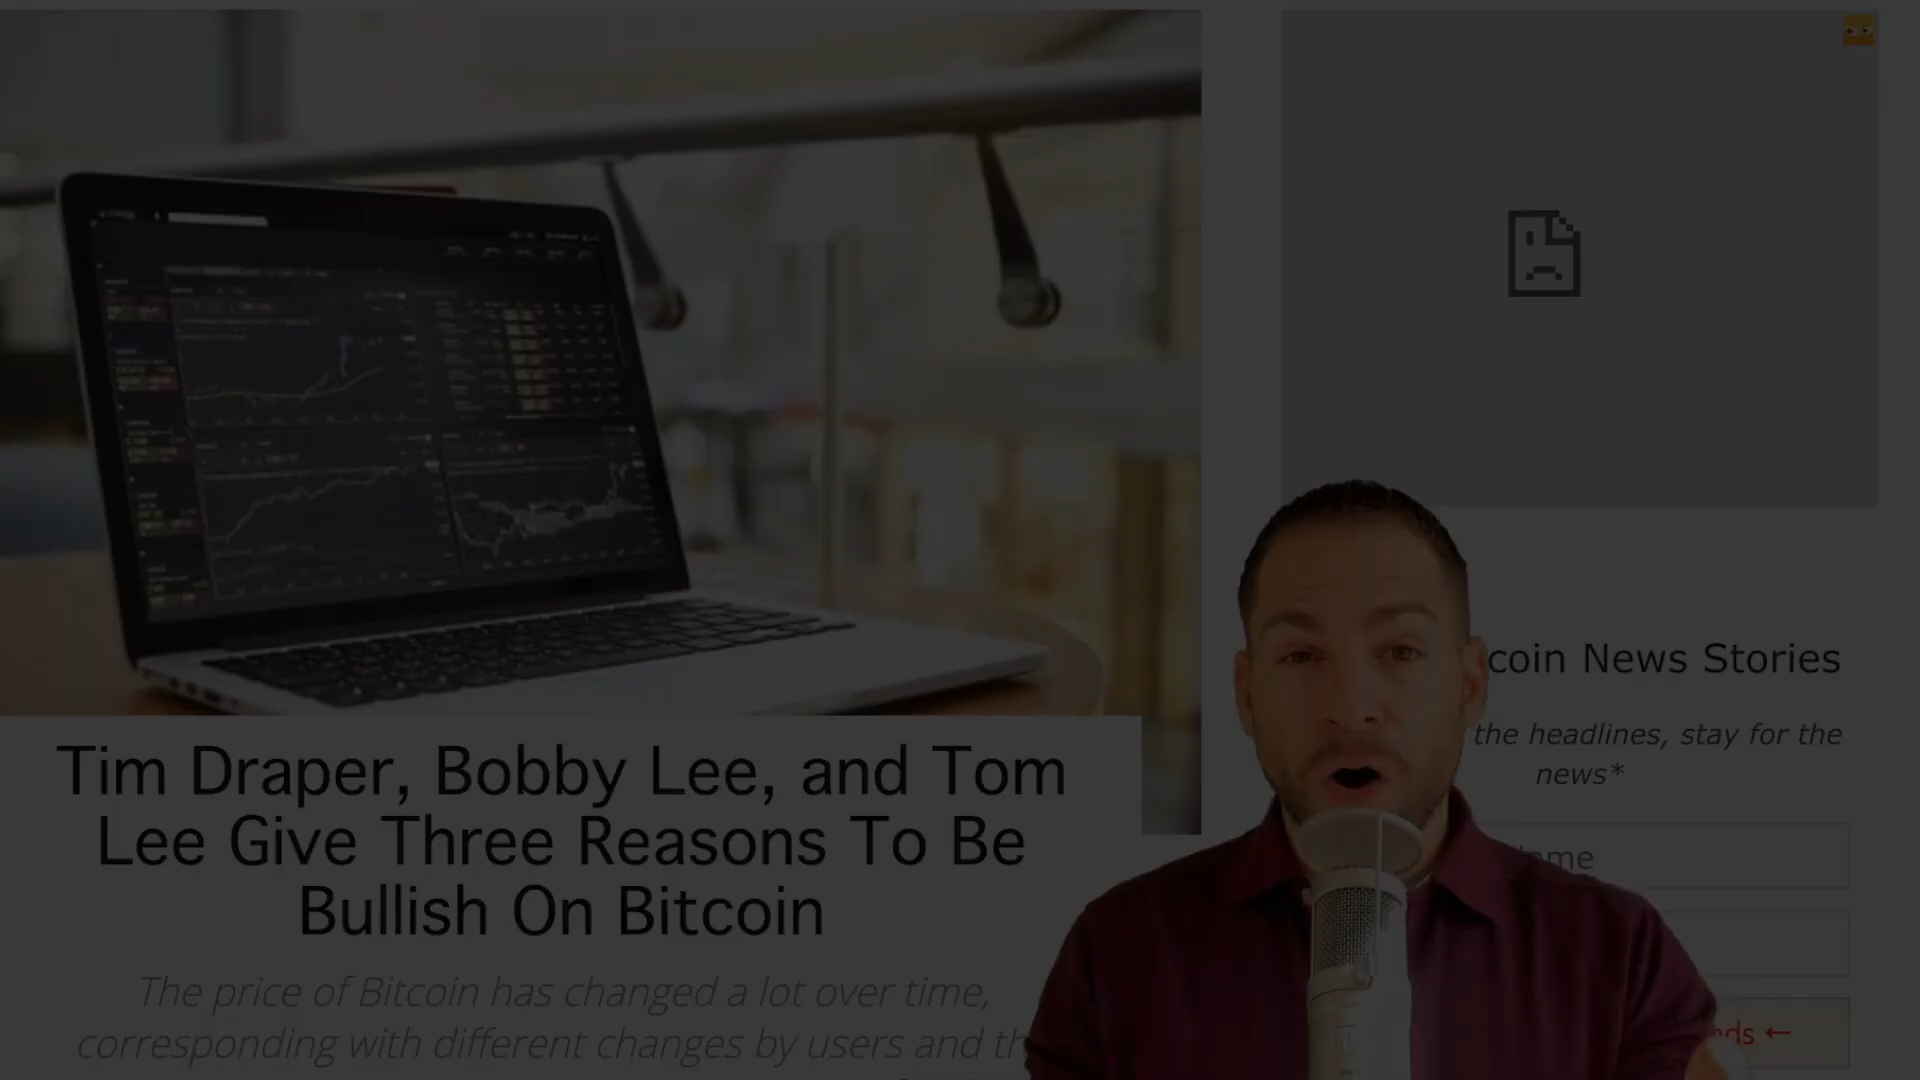 Tim Draper, Bobby Lee, and Tom
Lee Give Three Reasons To Be
Bullish On Bitcoin
The price of Bitcoin has changed a lot over time,
corresponding with different changes by users and
coin News Stories
the headlines, stay for the
news*